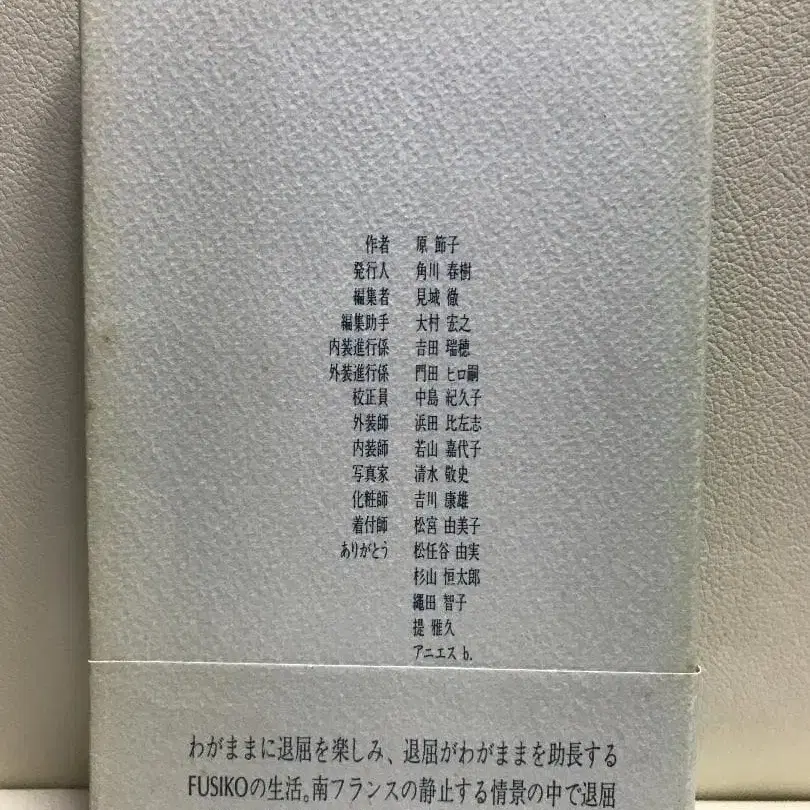 作者 原 節子
発行人 角川 春樹
編集者 見城 徹
編集助手 大村 宏之
内装進行係 吉田 瑞穂
外装進行係 門田 ヒロ嗣
校正員 中島 紀久子
外装師 浜田 比左志
内装師 若山 嘉代子
写真家 清水 敬史
化粧師 吉川 康雄
着付師 松宮 由美子
ありがとう 松任谷 由実
杉山 恒太郎
縄田 智子
提 雅久
アニエス b.
わがままに退屈を楽しみ、退屈がわがままを助長する
FUSIKOの生活。南フランスの静止する情景の中で退屈